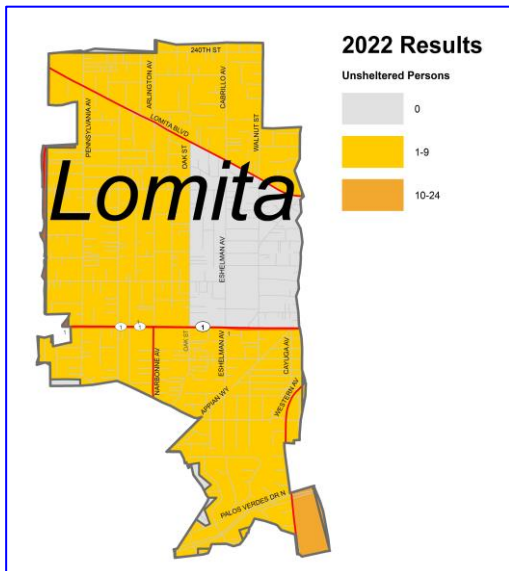 2022 Results
Unsheltered Persons
0
1-9
10-24
240TH ST
PENNSYLVANIA AV
ARLINGTON AV
CABRILLO AV
LOMITA BLVD
OAK ST
WALNUT ST
Lomita
ESHELMAN AV
1
1
1
OAK ST
ESHELMAN AV
CAYUGA AV
NARBONNE AV
APPIAN WY
WESTERN AV
PALOS VERDES DR N